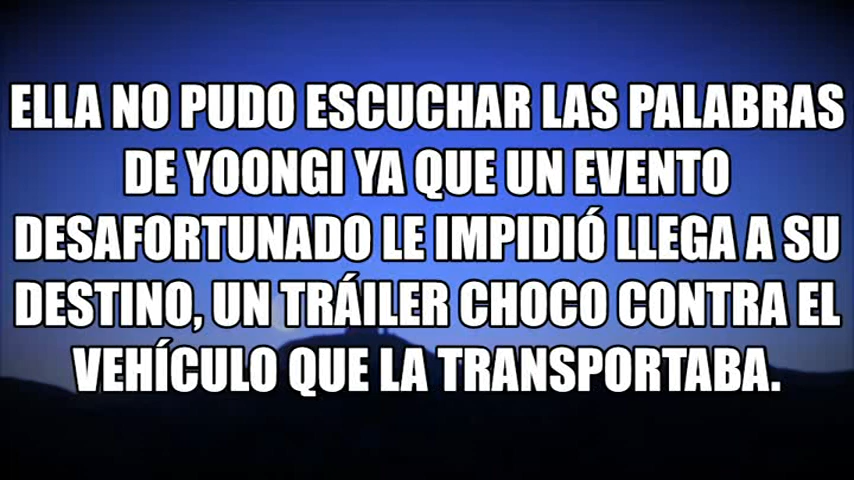 ELLA NO PUDO ESCUCHAR LAS PALABRAS
DE YOONGI YA QUE UN EVENTO
DESAFORTUNADO LE IMPIDIÓ LLEGA A SU
DESTINO, UN TRÁILER CHOCO CONTRA EL
VEHÍCULO QUE LA TRANSPORTABA.